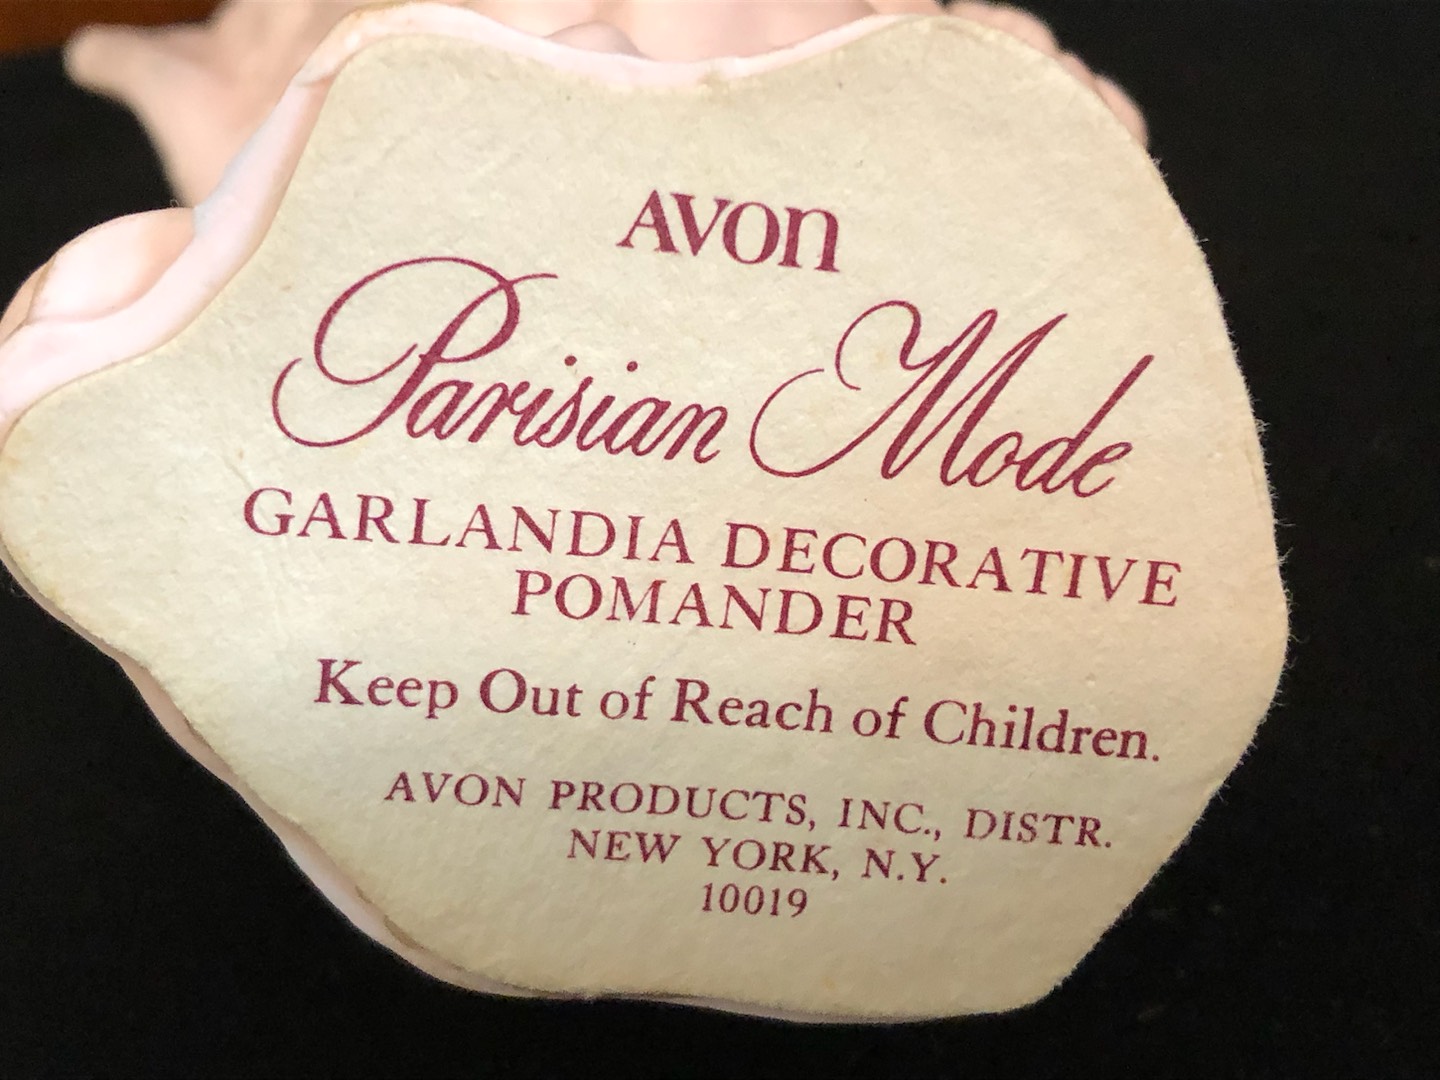 AVON
Parisian Mode
GARLANDIA DECORATIVE
POMANDER
Keep Out of Reach of Children.
AVON PRODUCTS, INC., DISTR.
NEW YORK, N.Y.
10019